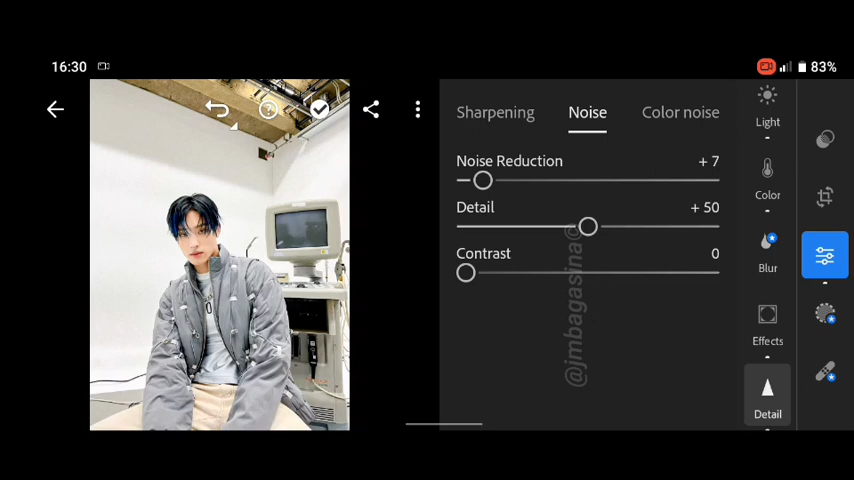 16:30
83%
Sharpening Noise Color noise
Noise Reduction + 7
Detail + 50
Contrast 0
@jmbagasina@
Light
Color
Blur
Effects
Detail